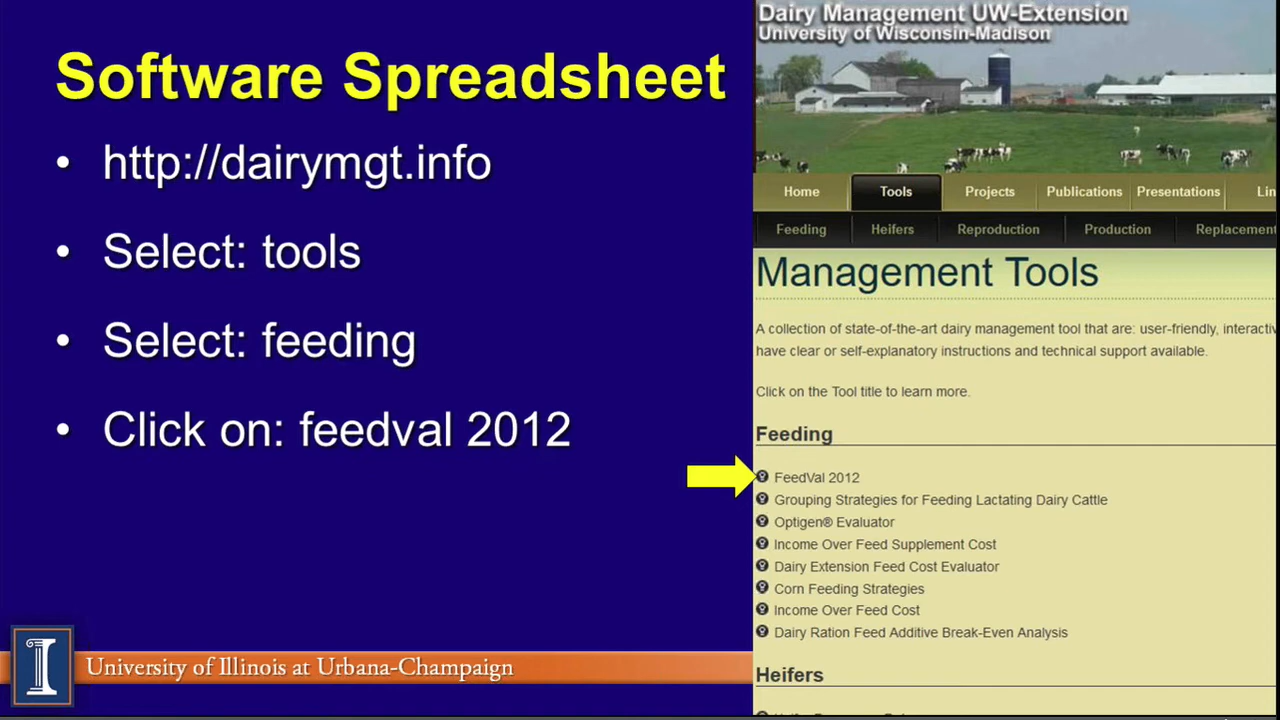 Software Spreadsheet
• http://dairymgt.info
• Select: tools
• Select: feeding
• Click on: feedval 2012
University of Illinois at Urbana-Champaign
Dairy Management UW-Extension
University of Wisconsin-Madison
Home Tools Projects Publications Presentations
Feeding Heifers Reproduction Production Replacement
Management Tools
A collection of state-of-the-art dairy management tool that are: user-friendly,
have clear or self-explanatory instructions and technical support available.
Click on the Tool title to learn more.
Feeding
FeedVal 2012
Grouping Strategies for Feeding Lactating Dairy Cattle
Optigen® Evaluator
Income Over Feed Supplement Cost
Dairy Extension Feed Cost Evaluator
Corn Feeding Strategies
Income Over Feed Cost
Dairy Ration Feed Additive Break-Even Analysis
Heifers